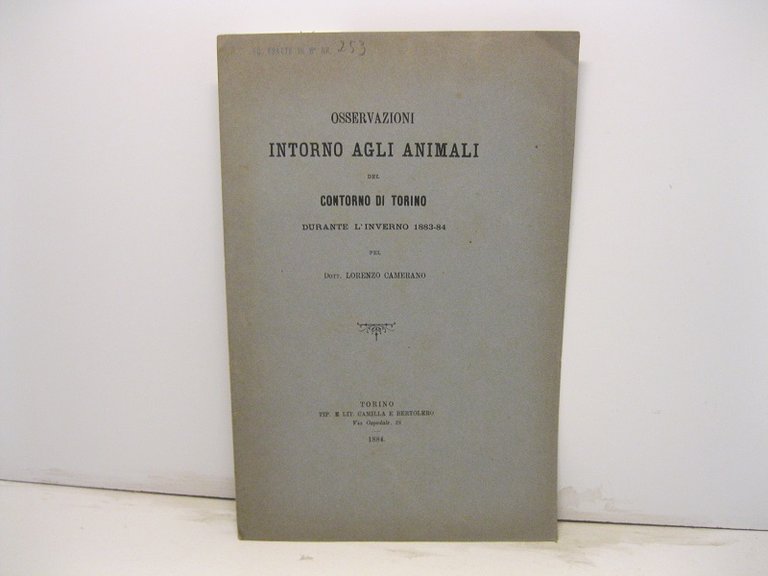 253
OSSERVAZIONI
INTORNO AGLI ANIMALI
DEL
CONTORNO DI TORINO
DURANTE L'INVERNO 1883-84
PEL
DOTT. LORENZO CAMERANO
TORINO
TIP. E LIT. CAMILLA E BERTOLERO
Via Ospedale,
1884